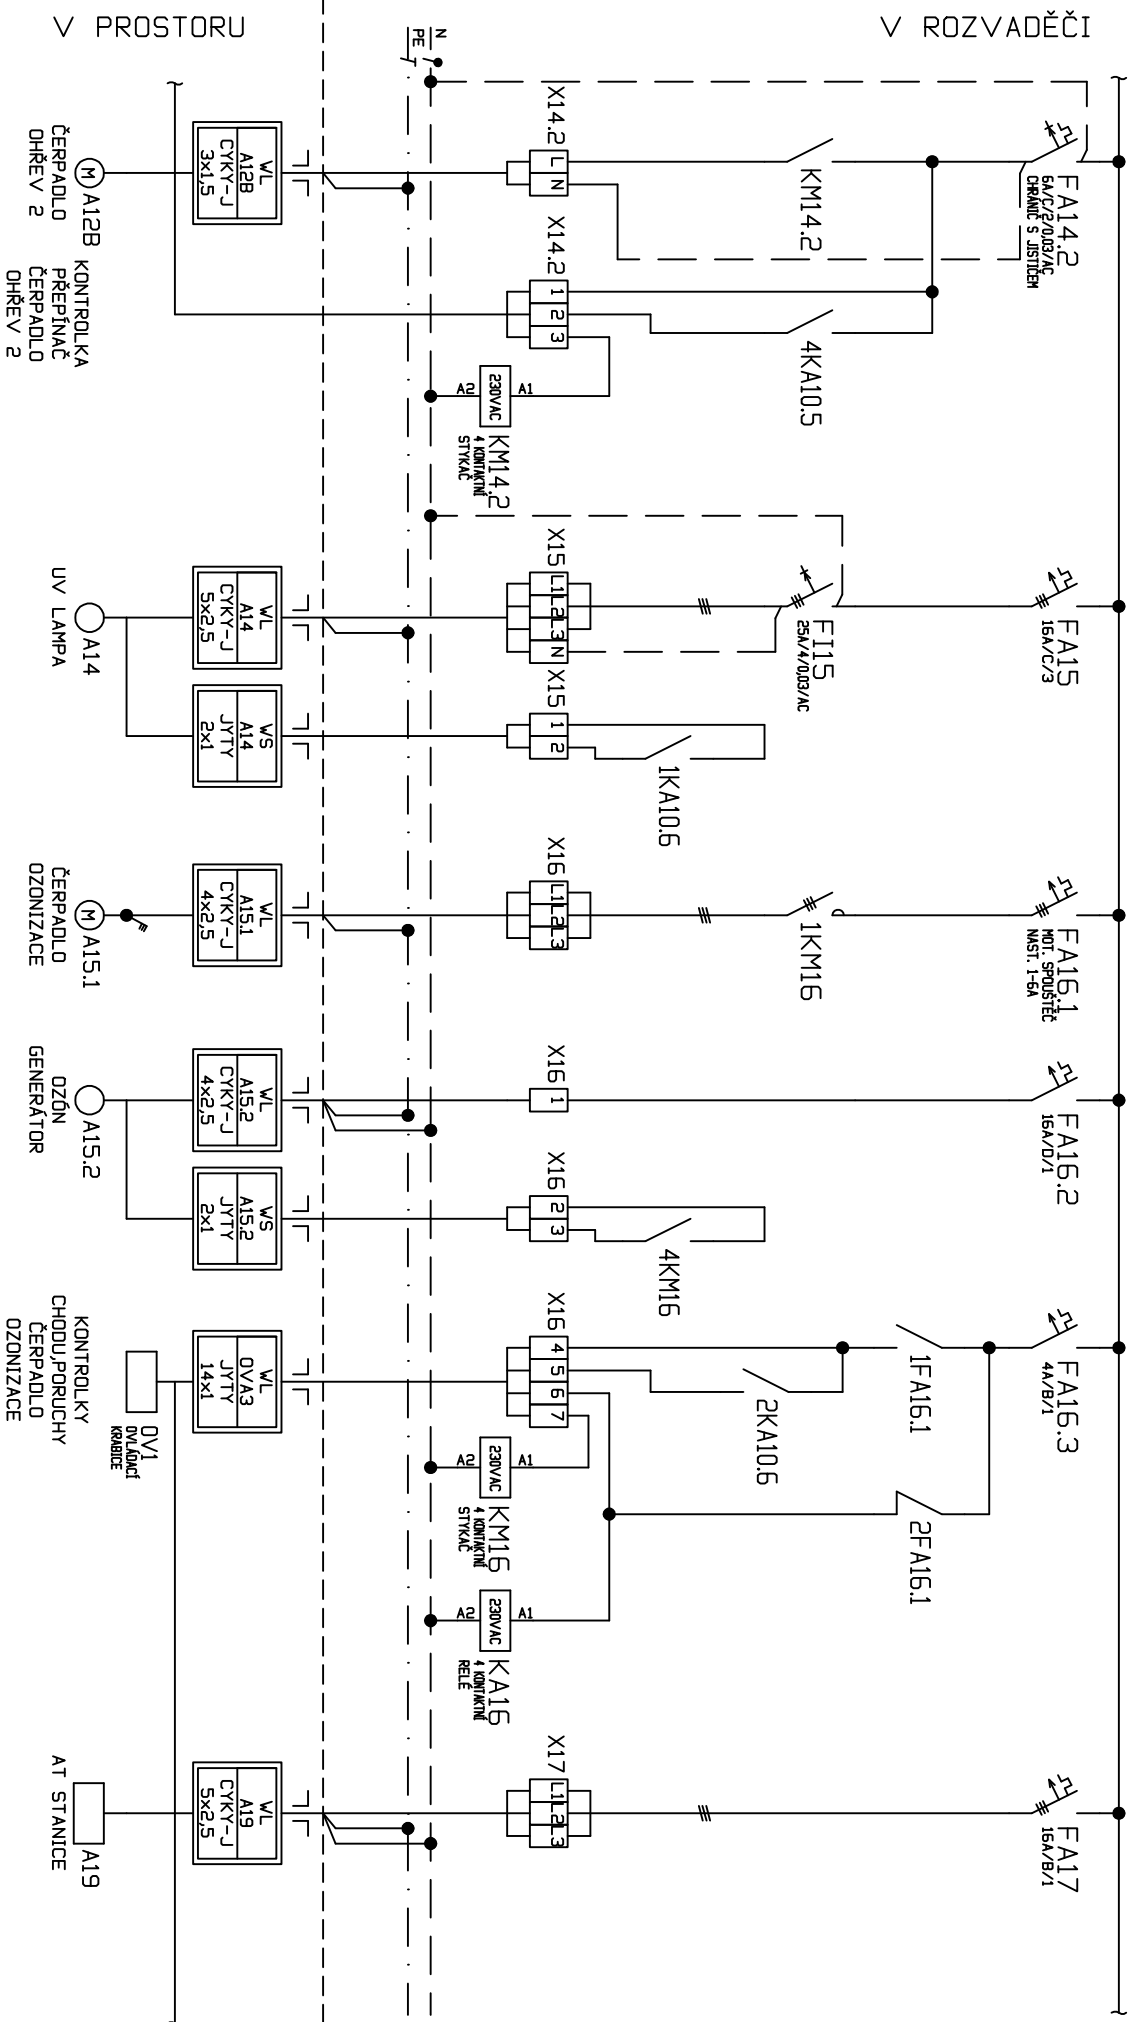 V ROZVADĚČI
FA14.2
6A/C/2/0,03/AC
CHRÁNIČ S JISTIČEM
FA15
16A/C/3
FA16.1
MOT. SPOUŠTĚČ
NAST. 1-6A
FA16.2
16A/D/1
FA16.3
4A/B/1
FA17
16A/B/1
1FA16.1
2FA16.1
KM14.2
4KA10.5
FI15
25A/4/0,03/AC
1KM16
2KA10.6
1KA10.6
4KM16
X14.2
L
N
X14.2
1
2
3
X15
L1
L2
L3
N
X15
1
2
X16
L1
L2
L3
X16
1
X16
2
3
X16
4
5
6
7
X17
L1
L2
L3
A1
230VAC
A2
KM14.2
4 KONTAKTNÍ
STYKAČ
A1
230VAC
A2
KM16
4 KONTAKTNÍ
STYKAČ
A1
230VAC
A2
KA16
4 KONTAKTNÍ
RELÉ
N
PE
WL
A12B
CYKY-J
3x1,5
WL
A14
CYKY-J
5x2,5
WS
A14
JYTY
2x1
WL
A15.1
CYKY-J
4x2,5
WL
A15.2
CYKY-J
4x2,5
WS
A15.2
JYTY
2x1
WL
OVA3
JYTY
14x1
WL
A19
CYKY-J
5x2,5
V PROSTORU
M
A12B
ČERPADLO
OHŘEV 2
KONTROLKA
PŘEPÍNAČ
ČERPADLO
OHŘEV 2
A14
UV LAMPA
M
A15.1
ČERPADLO
OZONIZACE
A15.2
OZÓN
GENERÁTOR
OV1
OVLÁDACÍ
KRABICE
KONTROLKY
CHODU,PORUCHY
ČERPADLO
OZONIZACE
A19
AT STANICE